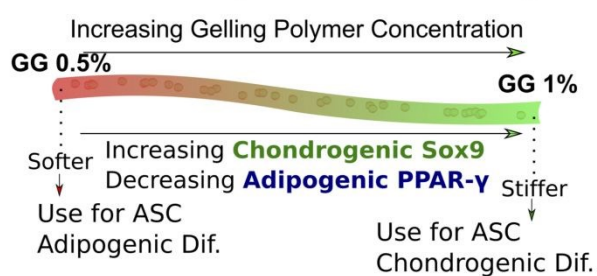 Increasing Gelling Polymer Concentration
GG 0.5%
GG 1%
Softer
Increasing Chondrogenic Sox9
Decreasing Adipogenic PPAR-γ
Stiffer
Use for ASC
Adipogenic Dif.
Use for ASC
Chondrogenic Dif.